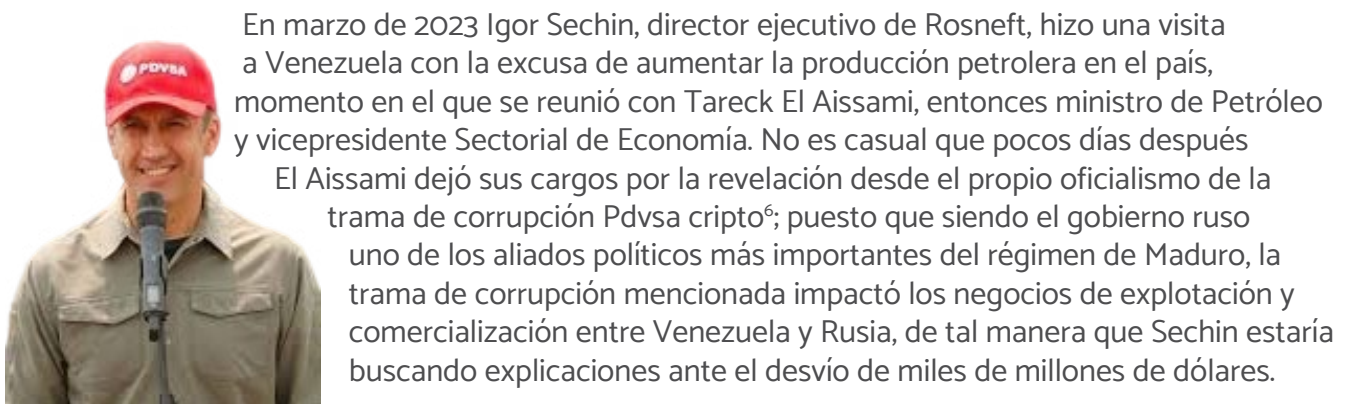 En marzo de 2023 Igor Sechin, director ejecutivo de Rosneft, hizo una visita
a Venezuela con la excusa de aumentar la producción petrolera en el país,
momento en el que se reunió con Tareck El Aissami, entonces ministro de Petróleo
y vicepresidente Sectorial de Economía. No es casual que pocos días después
El Aissami dejó sus cargos por la revelación desde el propio oficialismo de la
trama de corrupción Pdvsa cripto⁶; puesto que siendo el gobierno ruso
uno de los aliados políticos más importantes del régimen de Maduro, la
trama de corrupción mencionada impactó los negocios de explotación y
comercialización entre Venezuela y Rusia, de tal manera que Sechin estaría
buscando explicaciones ante el desvío de miles de millones de dólares.
PDVSA